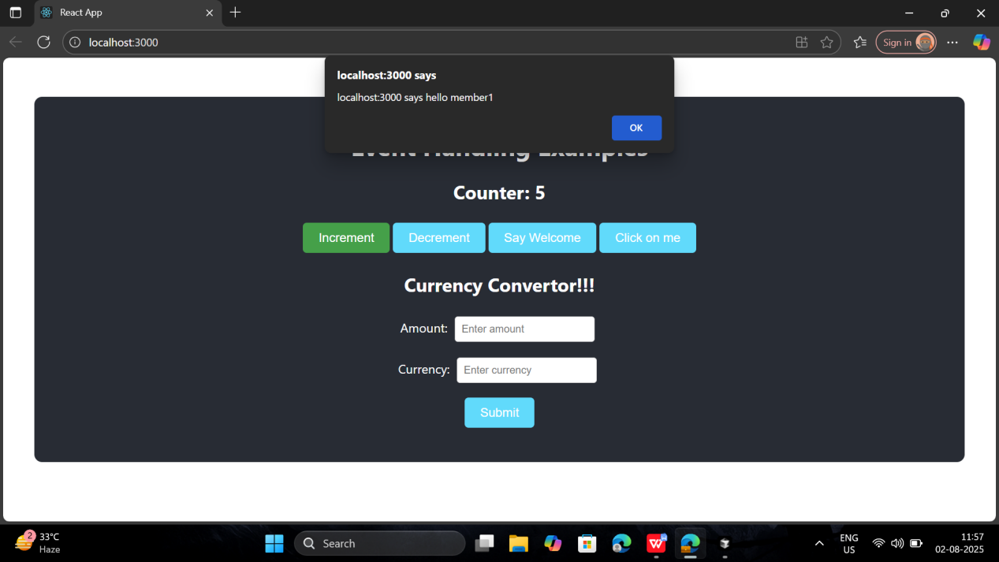 React App
localhost:3000
Sign in
localhost:3000 says
localhost:3000 says hello member1
OK
Event Handling Examples
Counter: 5
Increment Decrement Say Welcome Click on me
Currency Convertor!!!
Amount: Enter amount
Currency: Enter currency
Submit
2
33°C
Haze
Search
W
ENG
US
11:57
02-08-2025